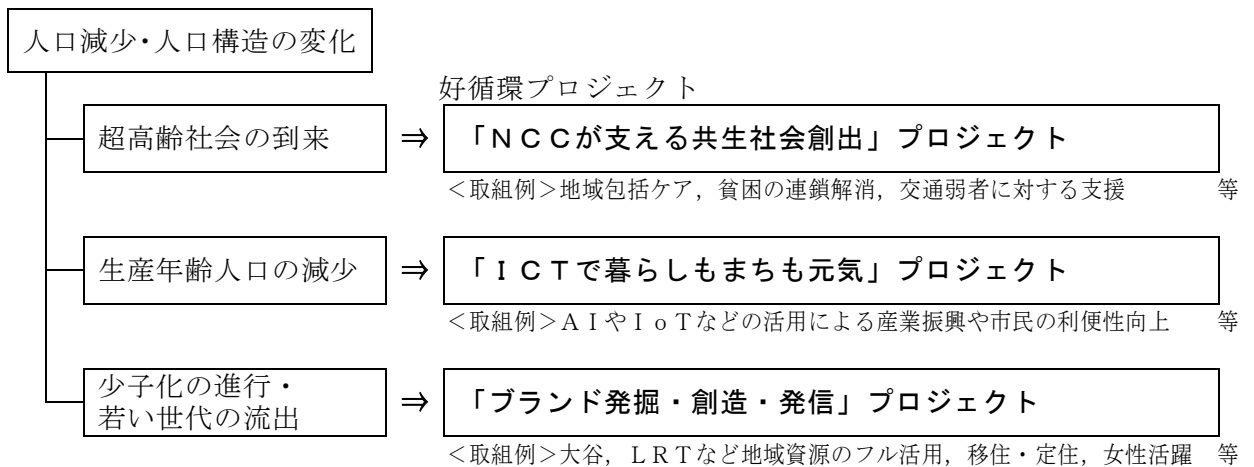 人口減少・人口構造の変化
好循環プロジェクト
超高齢社会の到来 ⇒ 「ＮＣＣが支える共生社会創出」プロジェクト
＜取組例＞地域包括ケア，貧困の連鎖解消，交通弱者に対する支援 等
生産年齢人口の減少 ⇒ 「ＩＣＴで暮らしもまちも元気」プロジェクト
＜取組例＞ＡＩやＩｏＴなどの活用による産業振興や市民の利便性向上 等
少子化の進行・
若い世代の流出 ⇒ 「ブランド発掘・創造・発信」プロジェクト
＜取組例＞大谷，ＬＲＴなど地域資源のフル活用，移住・定住，女性活躍 等